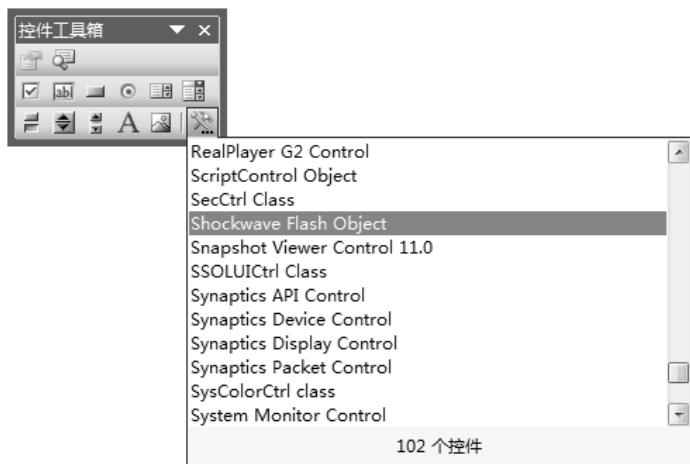 控件工具箱
abl
A
RealPlayer G2 Control
ScriptControl Object
SecCtrl Class
Shockwave Flash Object
Snapshot Viewer Control 11.0
SSOLUICtrl Class
Synaptics API Control
Synaptics Device Control
Synaptics Display Control
Synaptics Packet Control
SysColorCtrl class
System Monitor Control
102 个控件